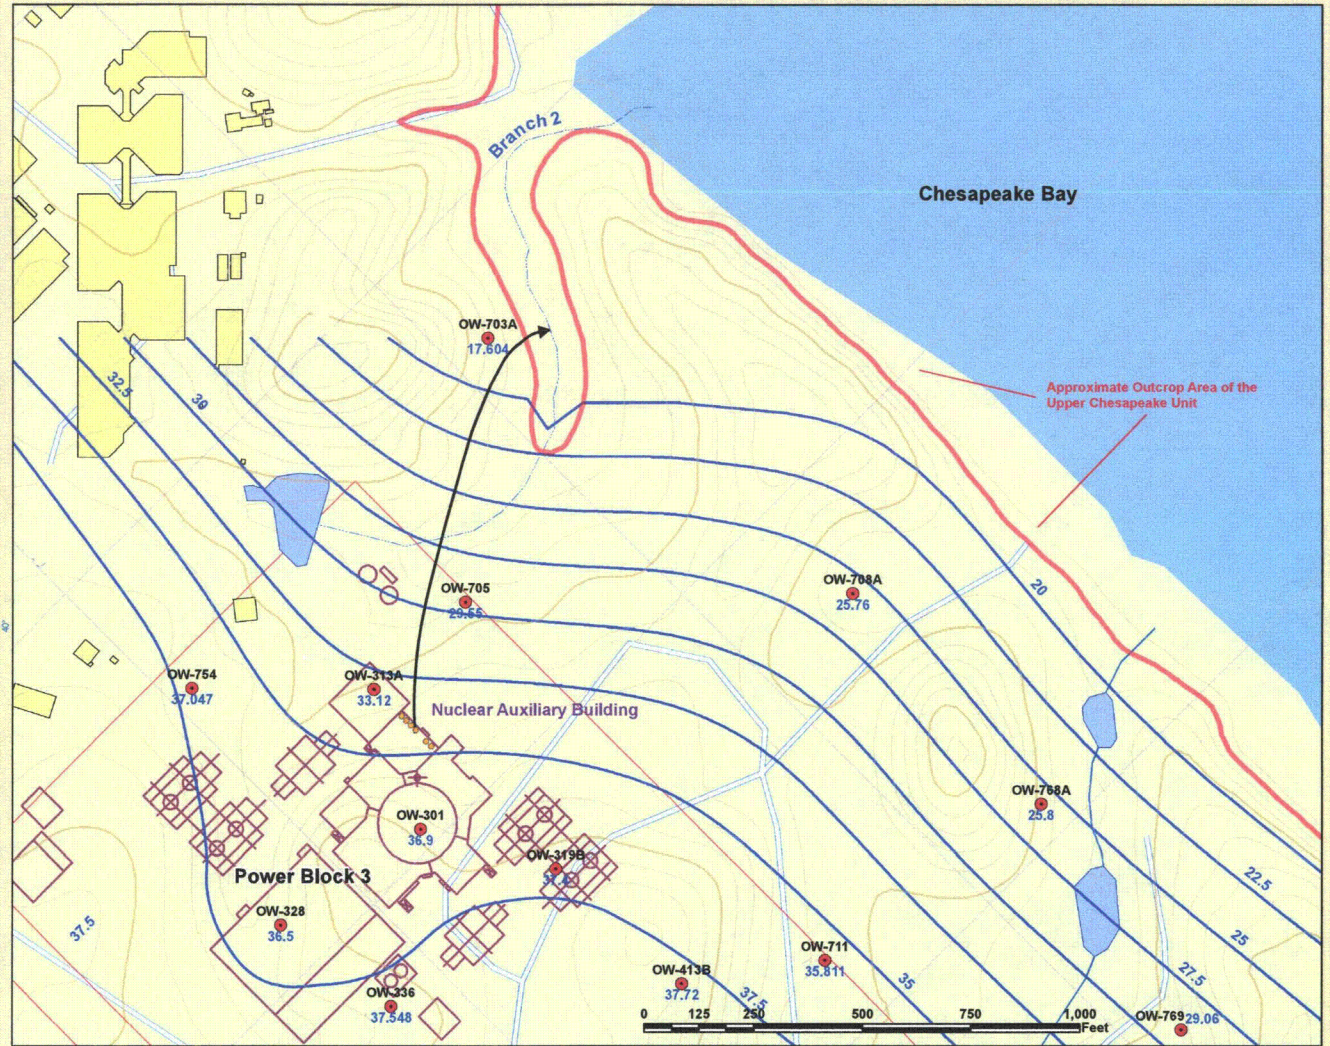 Branch 2
Chesapeake Bay
OW-703A
17.604
Approximate Outcrop Area of the
Upper Chesapeake Unit
32.5
30
OW-705
29.55
OW-708A
25.76
20
OW-754
37.047
OW-313A
33.12
Nuclear Auxiliary Building
OW-768A
25.8
OW-301
36.9
OW-319B
Power Block 3
22.5
OW-328
36.5
37.5
25
OW-711
35.811
OW-413B
37.72
27.5
35
37.5
OW-336
37.548
OW-769
29.06
0 125 250 500 750 1,000
Feet